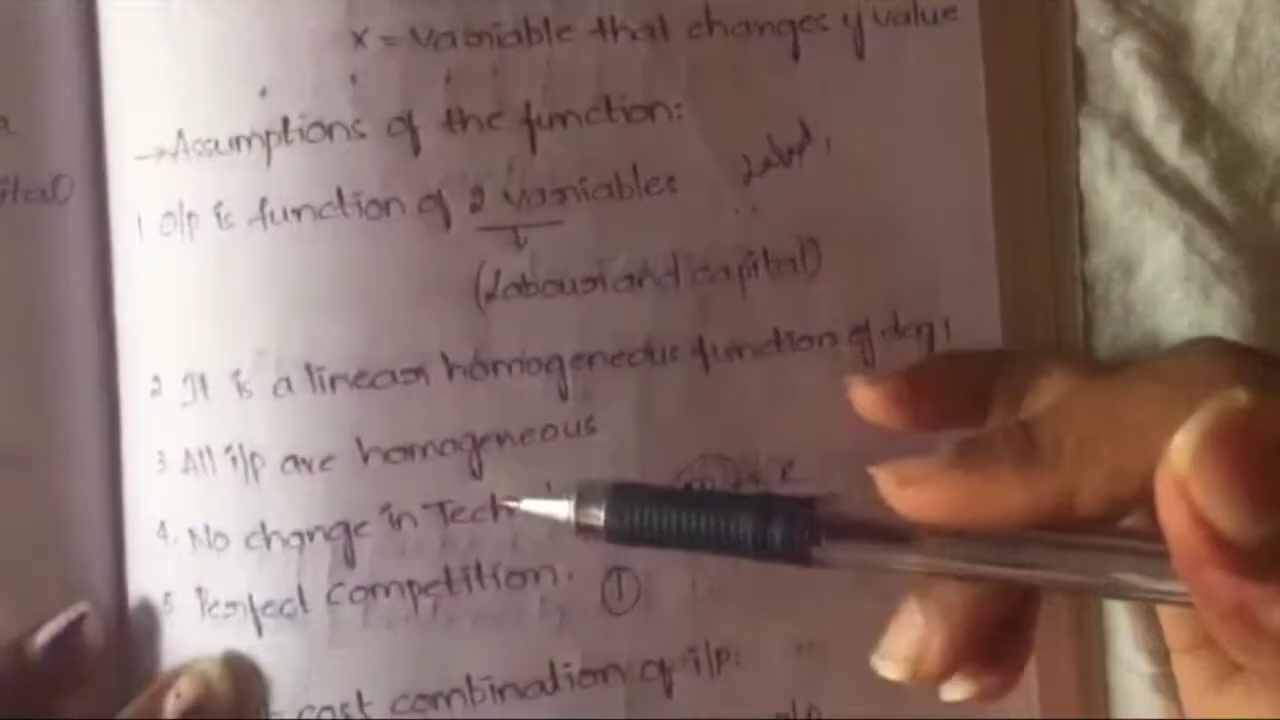 x = variable that changes y value
→ Assumptions of the function:
1 O/p is function of 2 variables
↓
(Labour and capital)
2 It is a linear homogeneous function of deg 1
3 All i/p are homogeneous
4. No change in Tech
5 Perfect competition. ①
cost combination of i/p: